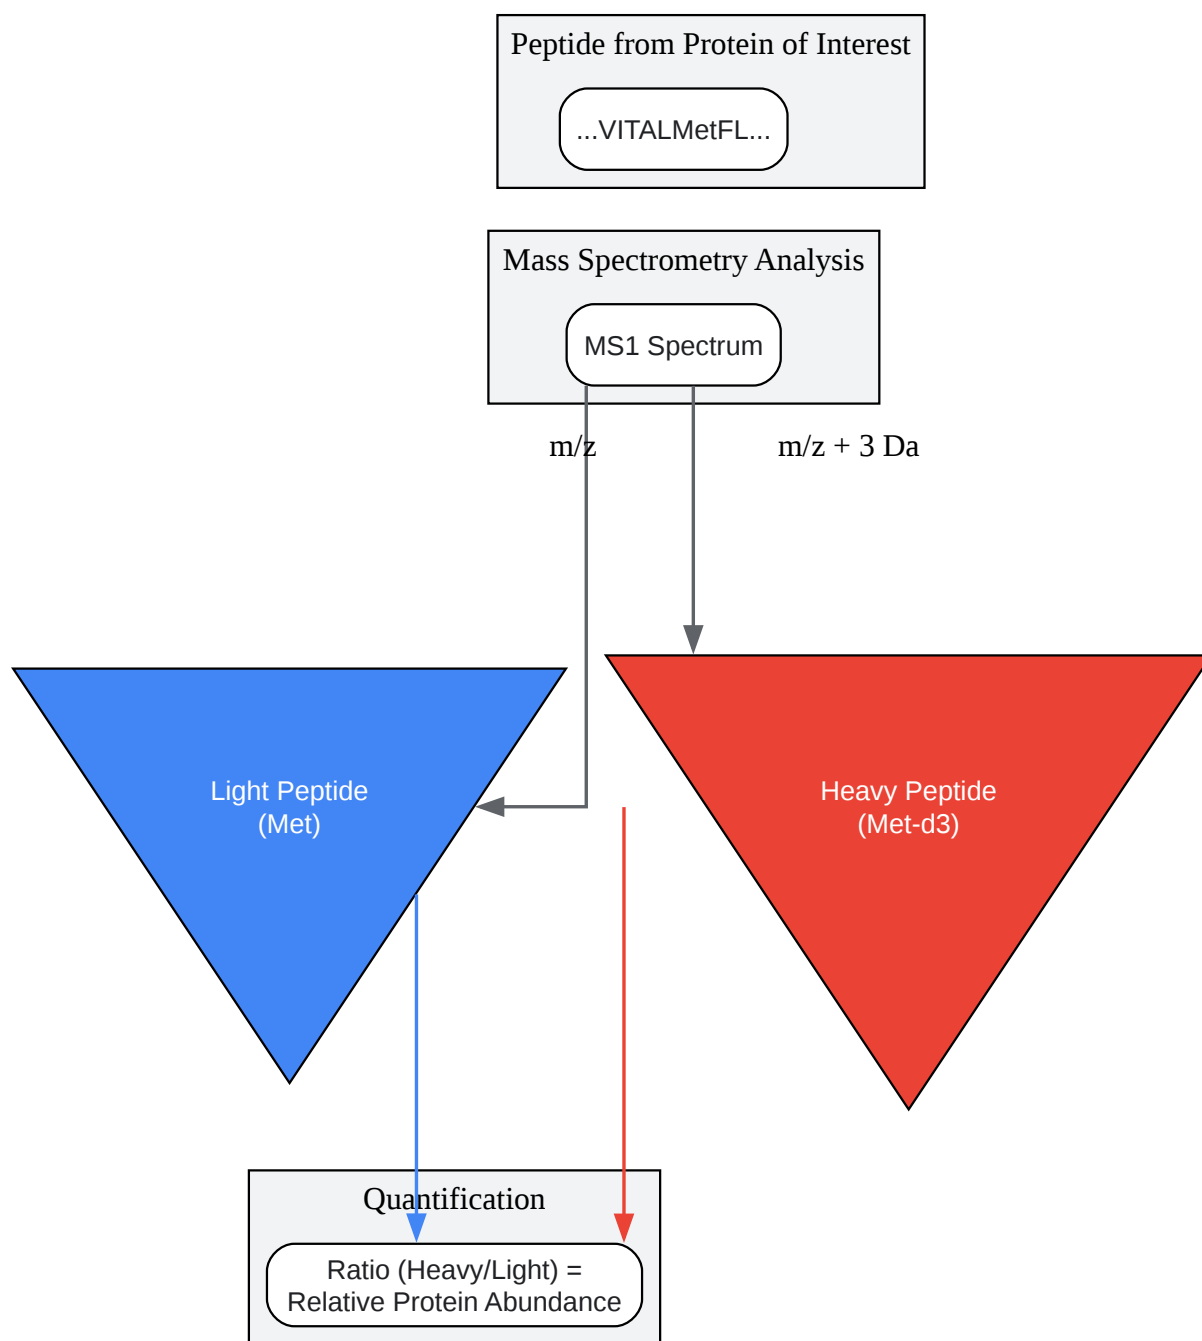 Peptide from Protein of Interest
...VITALMetFL...
Mass Spectrometry Analysis
MS1 Spectrum
m/z
m/z + 3 Da
Light Peptide
(Met)
Heavy Peptide
(Met-d3)
Quantification
Ratio (Heavy/Light) =
Relative Protein Abundance